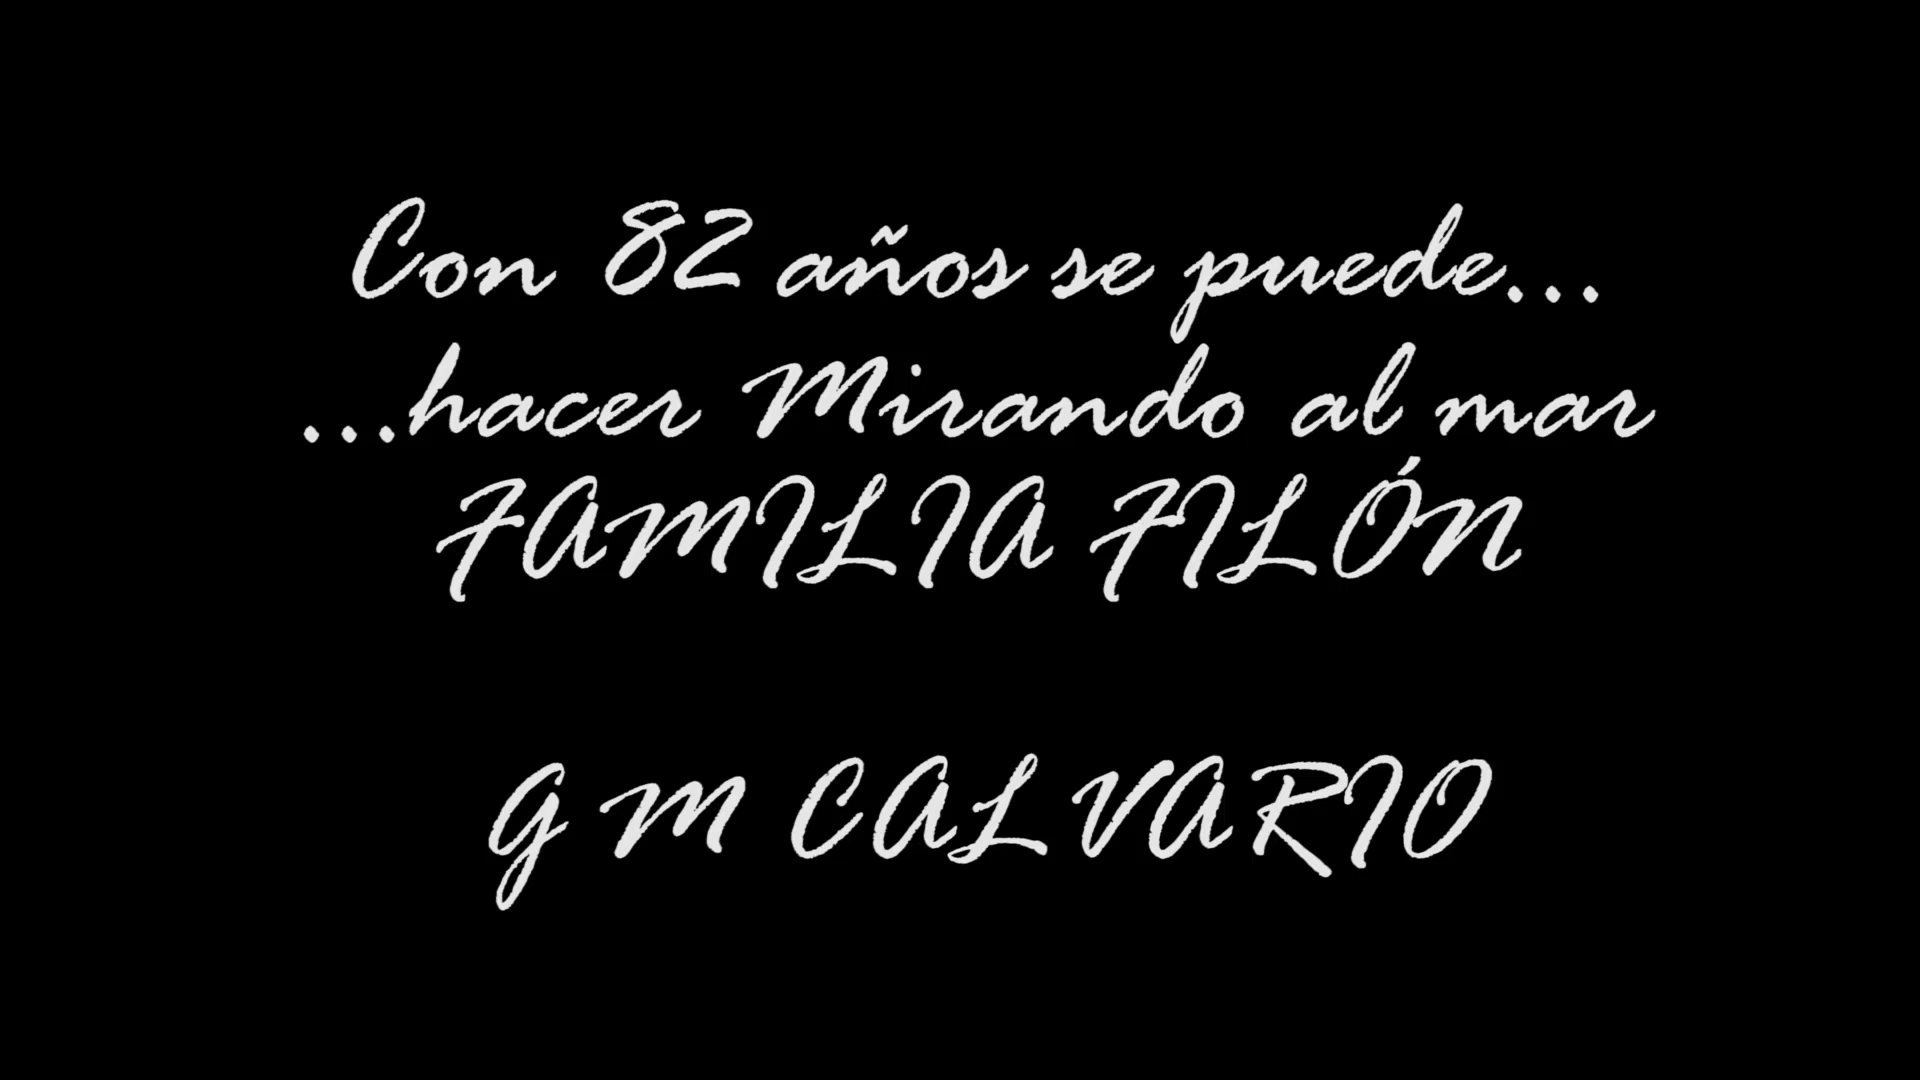 Con 82 años se puede...
...hacer Mirando al mar
FAMILIA FILÓN
G M CALVARIO